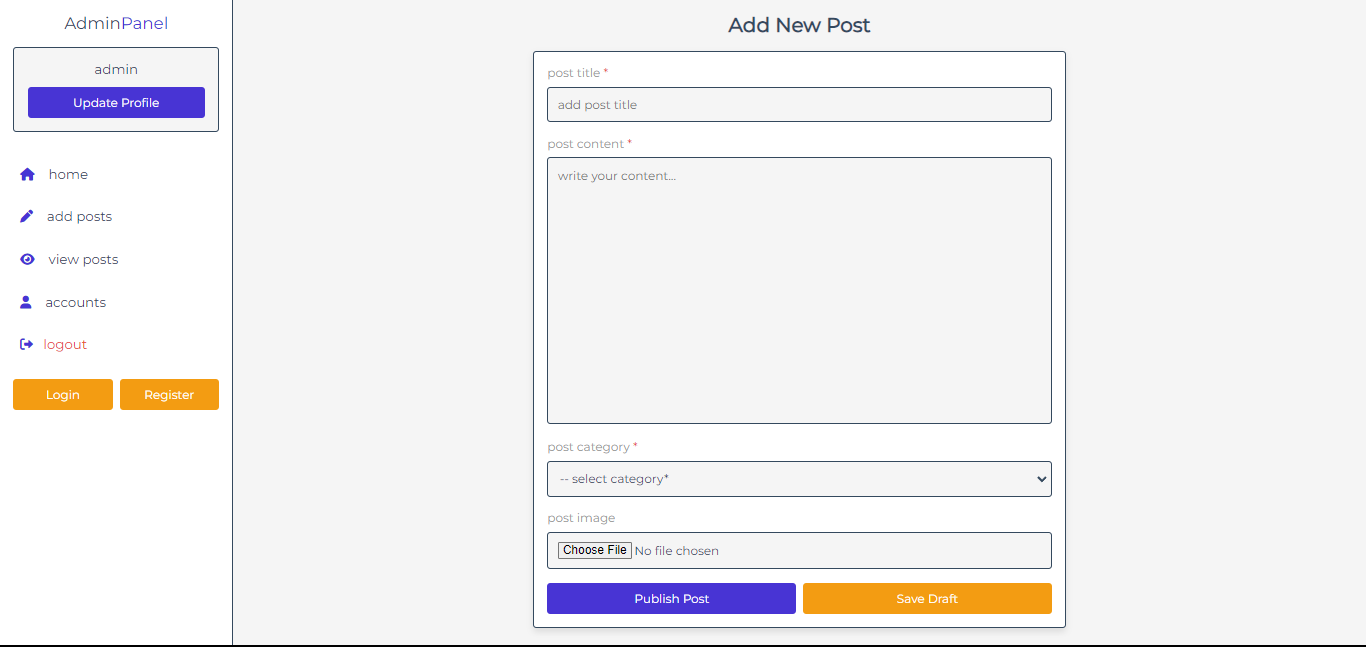 AdminPanel
admin
Update Profile
home
add posts
view posts
accounts
logout
Login Register
Add New Post
post title *
add post title
post content *
write your content...
post category *
-- select category*
post image
Choose File No file chosen
Publish Post Save Draft